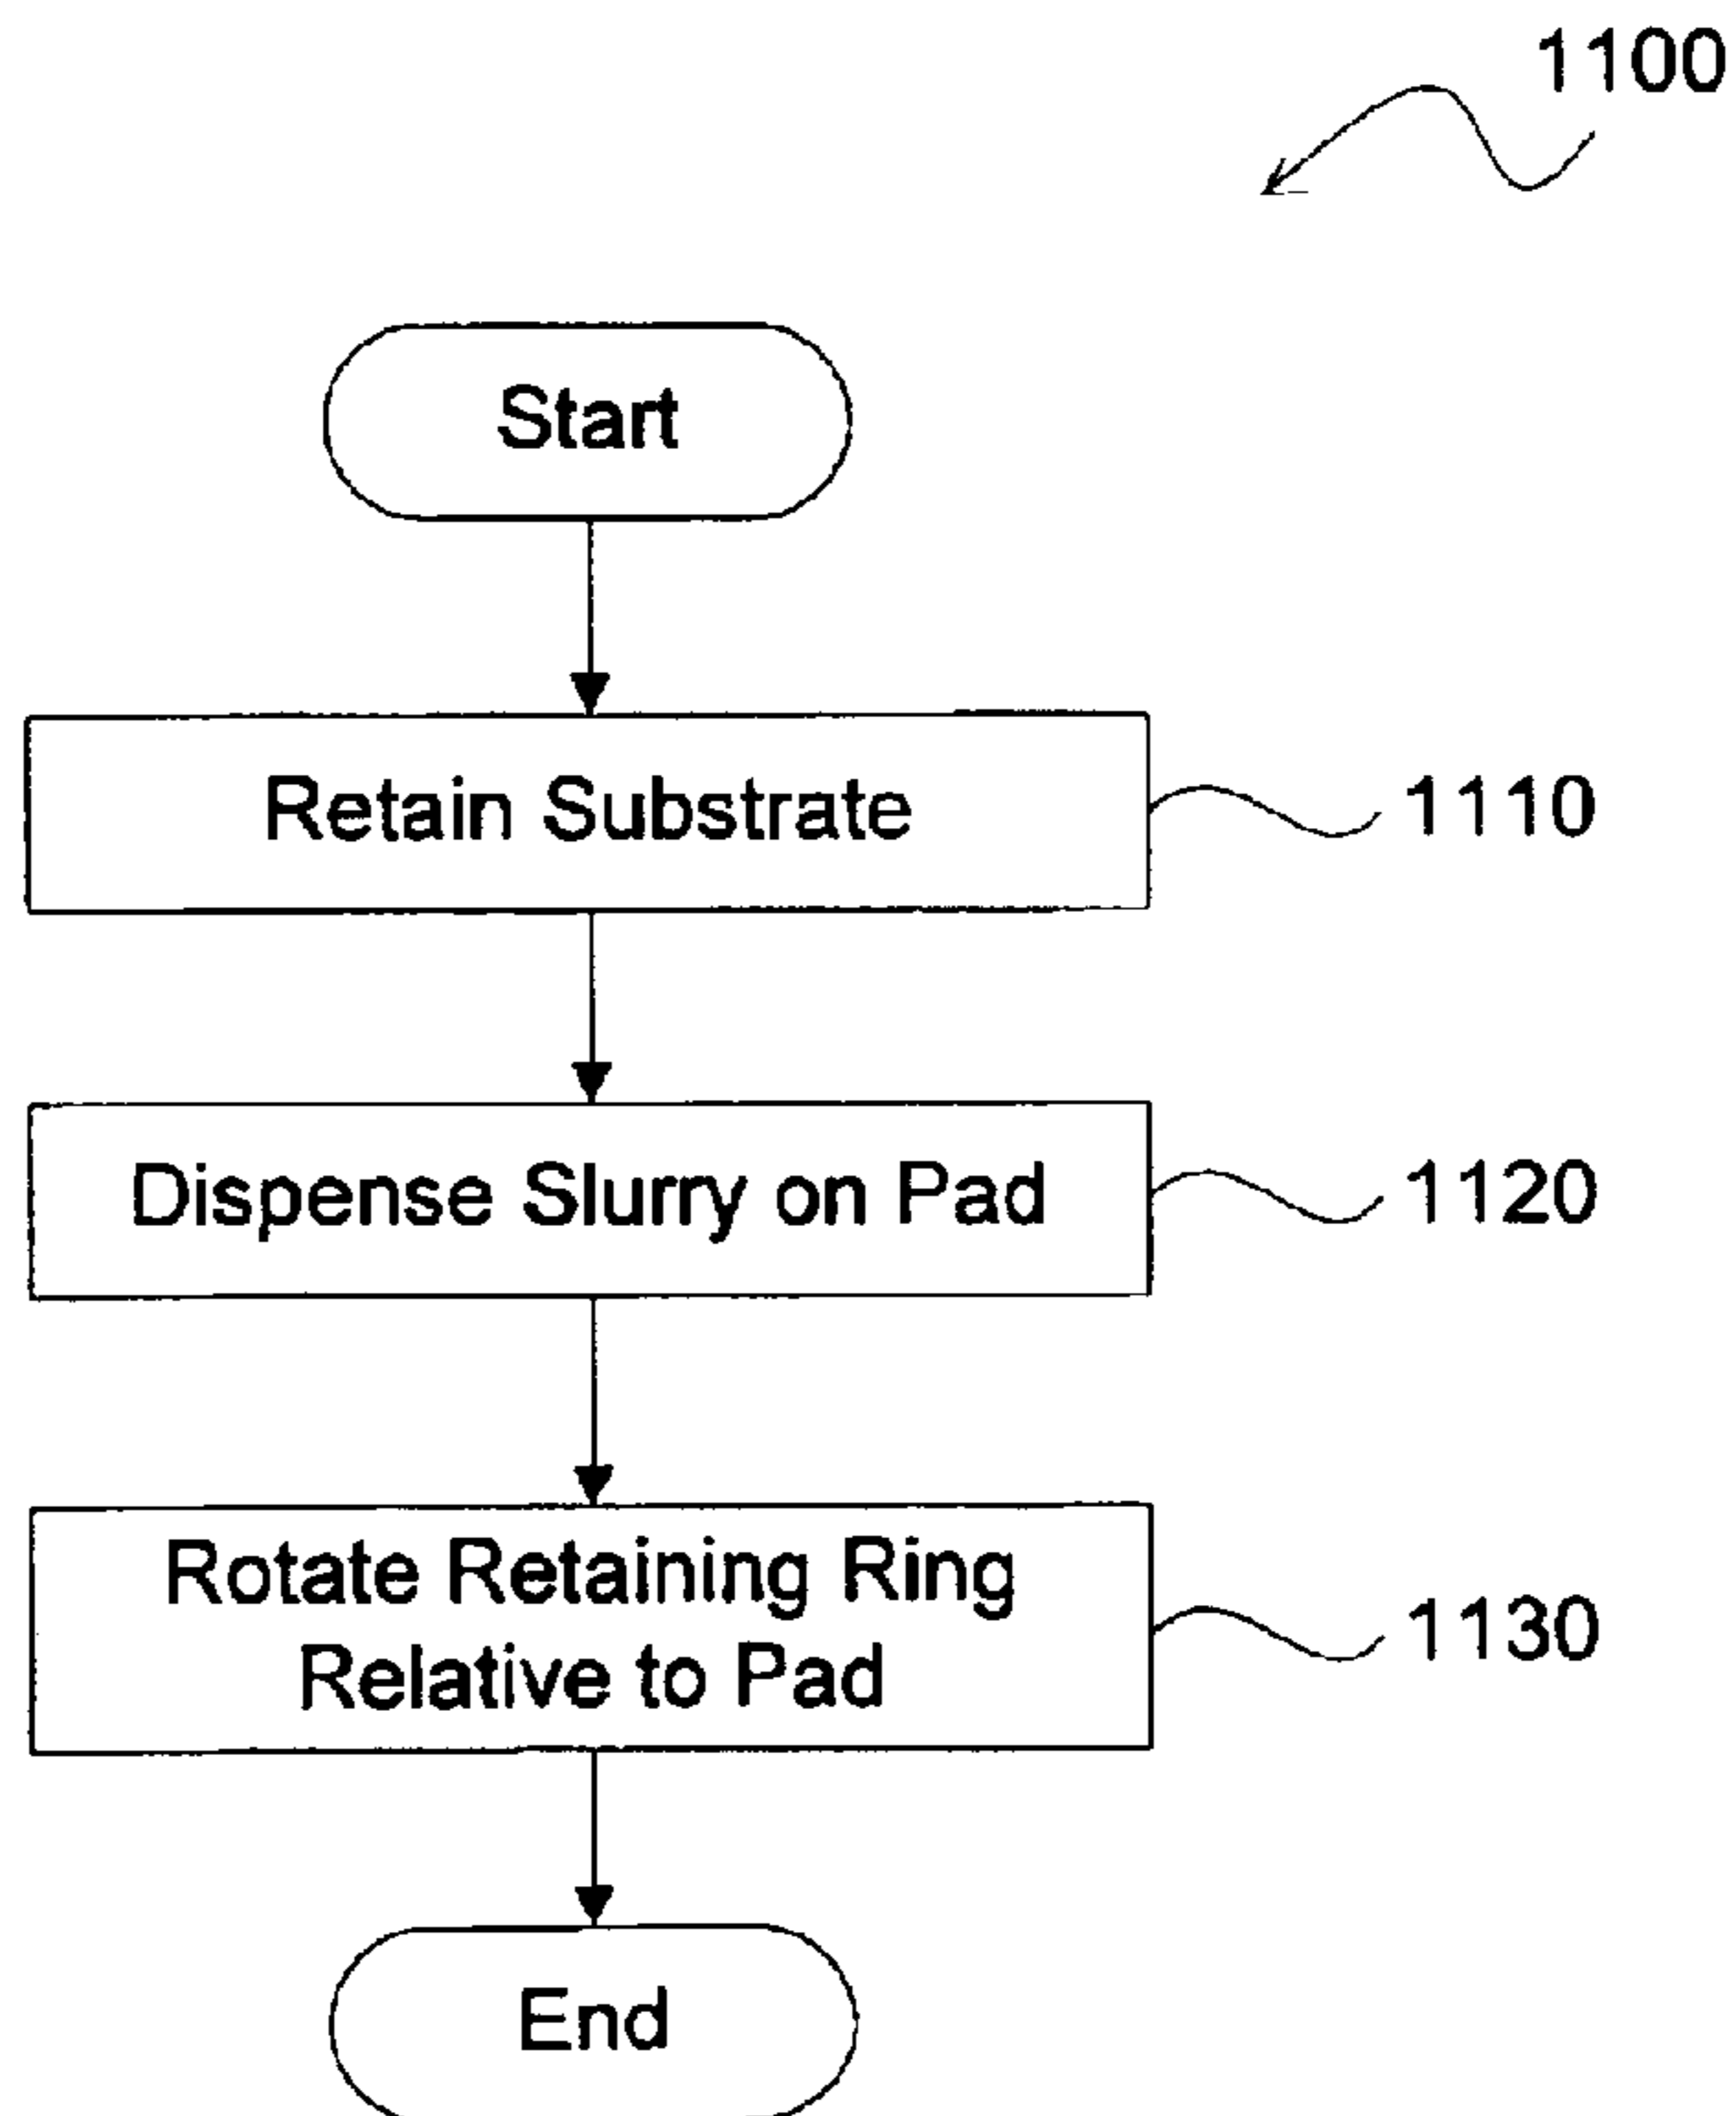 1100
Start
Retain Substrate
1110
Dispense Slurry on Pad
1120
Rotate Retaining Ring
Relative to Pad
1130
End